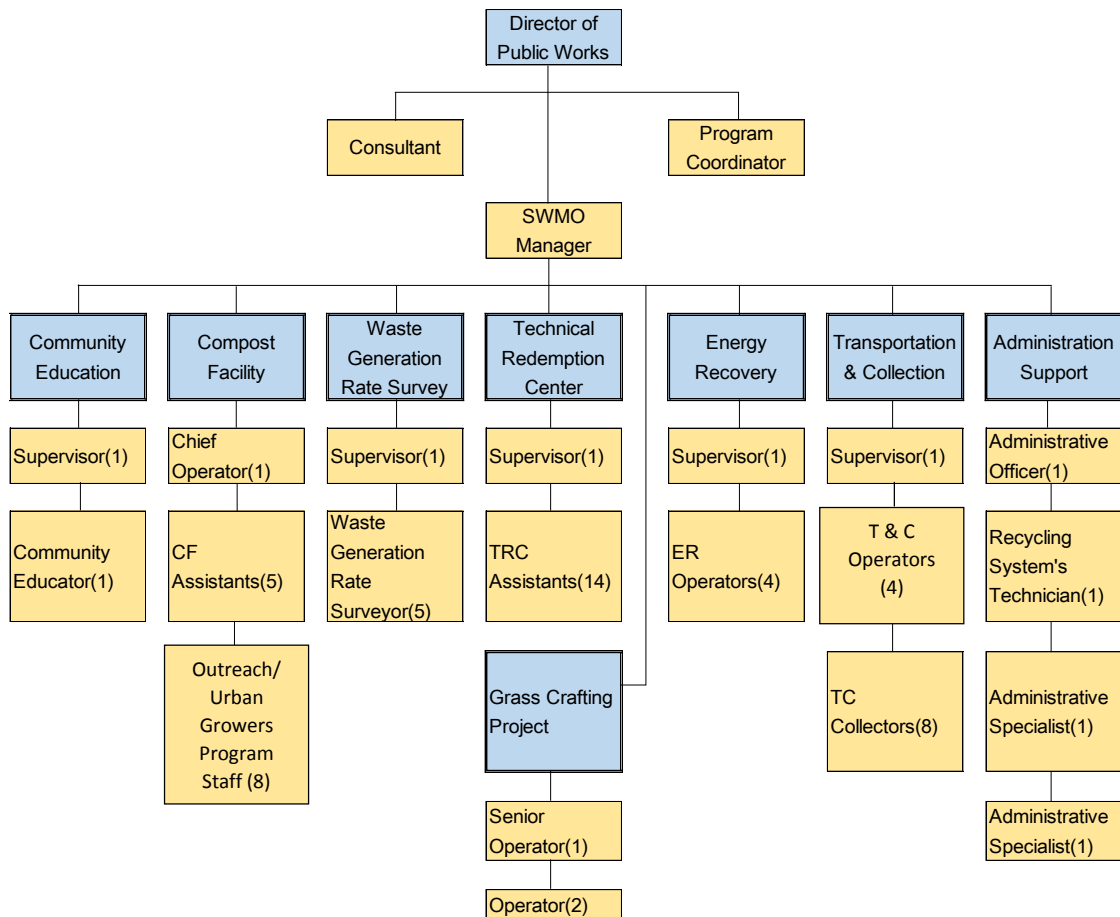 Director of
Public Works
Consultant
Program
Coordinator
SWMO
Manager
Community
Education
Compost
Facility
Waste
Generation
Rate Survey
Technical
Redemption
Center
Energy
Recovery
Transportation
& Collection
Administration
Support
Supervisor(1)
Chief
Operator(1)
Supervisor(1)
Supervisor(1)
Supervisor(1)
Supervisor(1)
Administrative
Officer(1)
Community
Educator(1)
CF
Assistants(5)
Waste
Generation
Rate
Surveyor(5)
TRC
Assistants(14)
ER
Operators(4)
T & C
Operators
(4)
Recycling
System's
Technician(1)
Outreach/
Urban
Growers
Program
Staff (8)
Grass Crafting
Project
TC
Collectors(8)
Administrative
Specialist(1)
Senior
Operator(1)
Administrative
Specialist(1)
Operator(2)